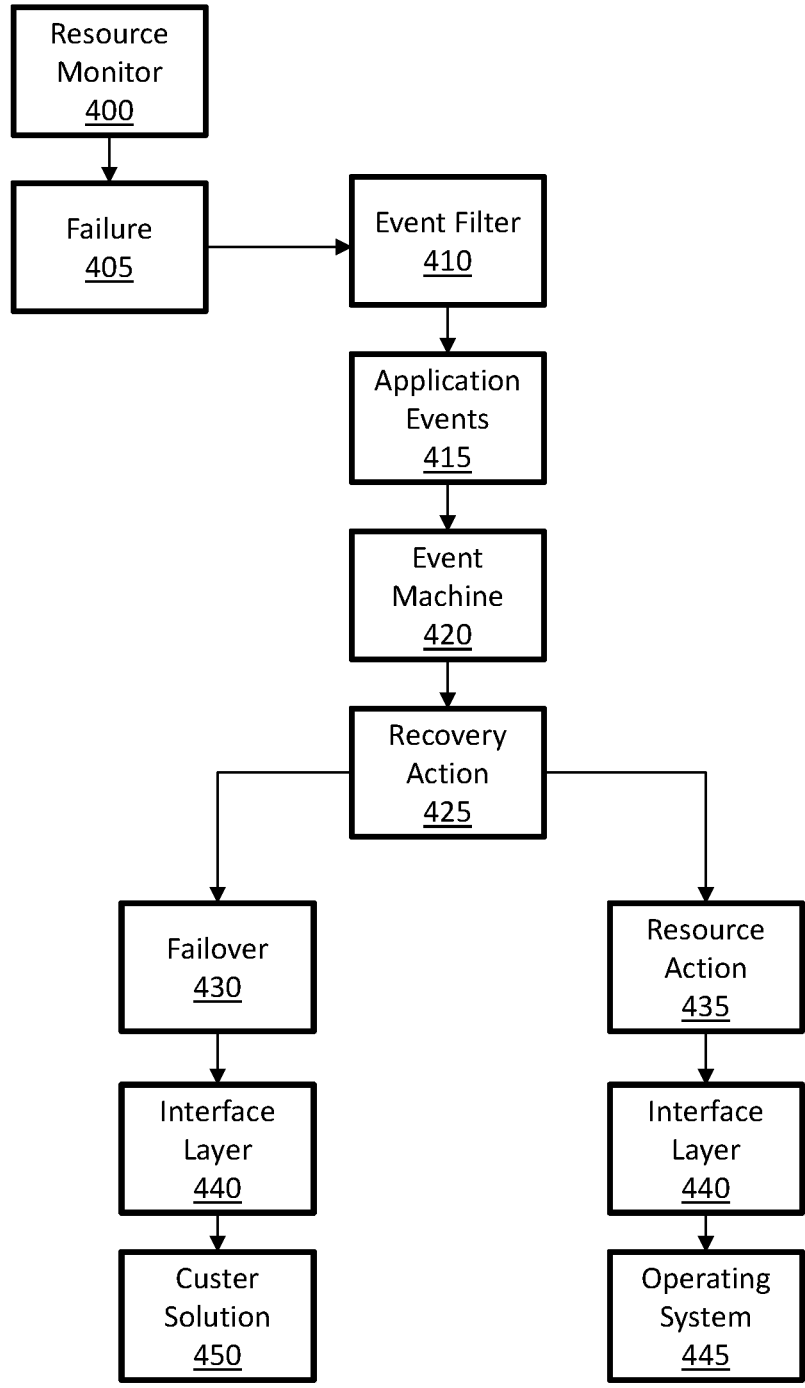 Resource
Monitor
400
Failure
405
Event Filter
410
Application
Events
415
Event
Machine
420
Recovery
Action
425
Failover
430
Resource
Action
435
Interface
Layer
440
Interface
Layer
440
Custer
Solution
450
Operating
System
445